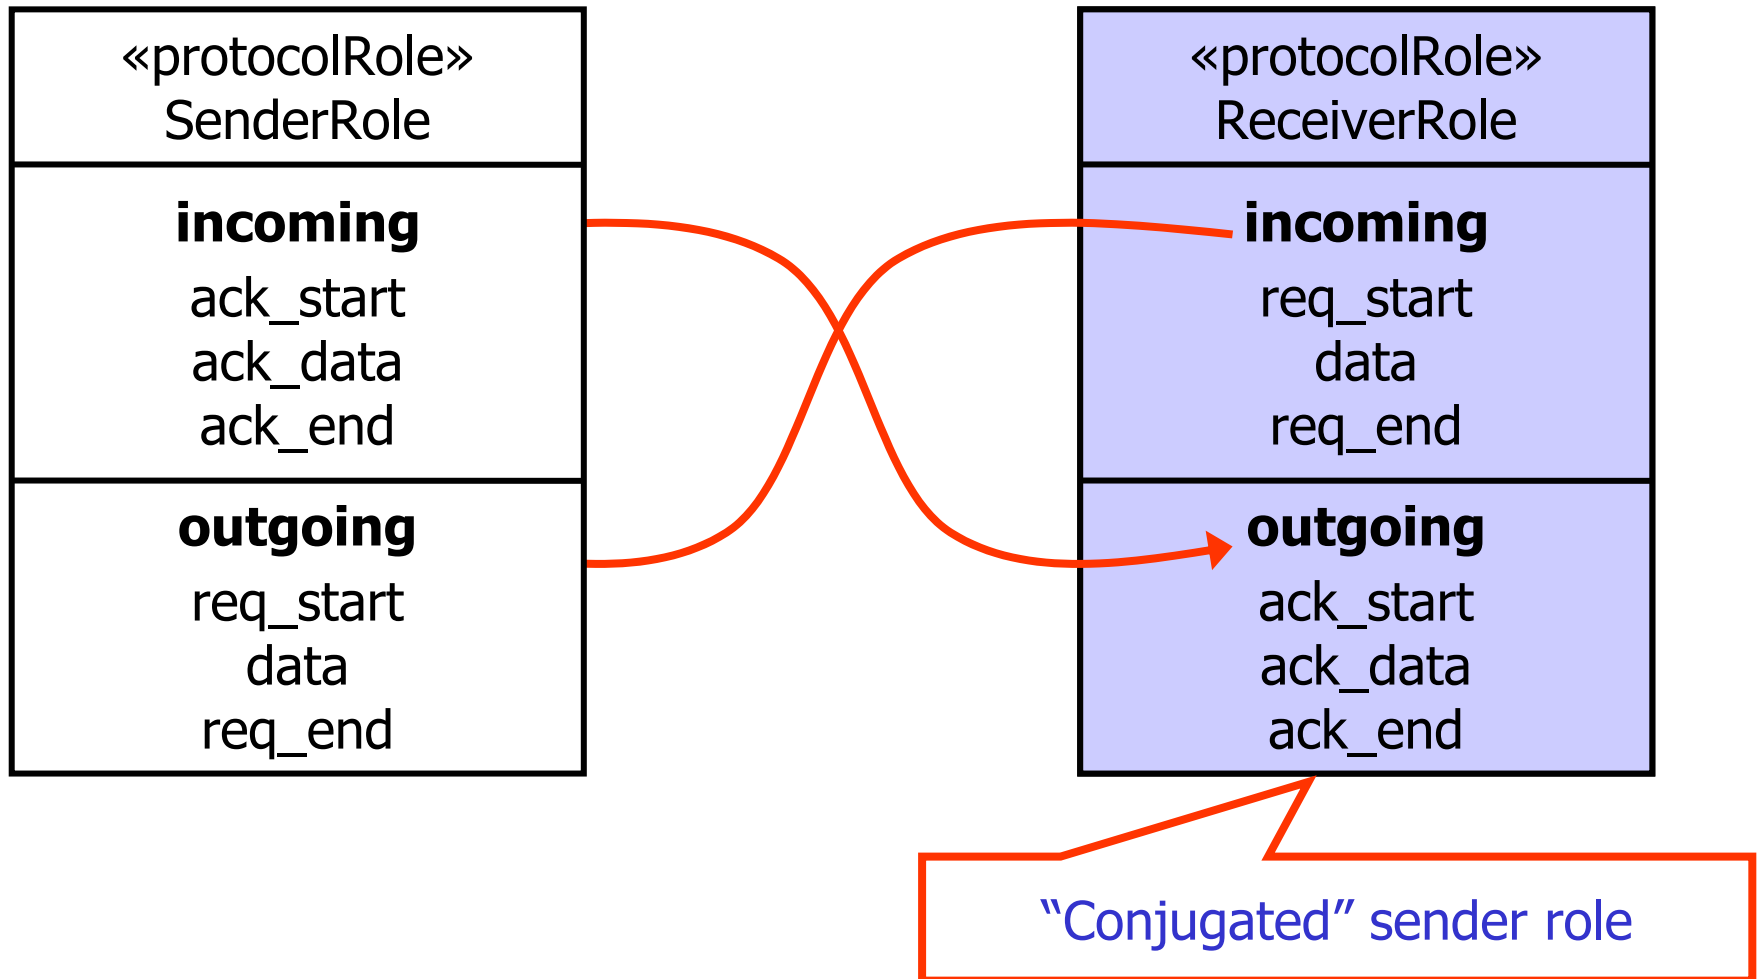 «protocolRole»
SenderRole
incoming
ack_start
ack_data
ack_end
outgoing
req_start
data
req_end
«protocolRole»
ReceiverRole
incoming
req_start
data
req_end
outgoing
ack_start
ack_data
ack_end
“Conjugated” sender role